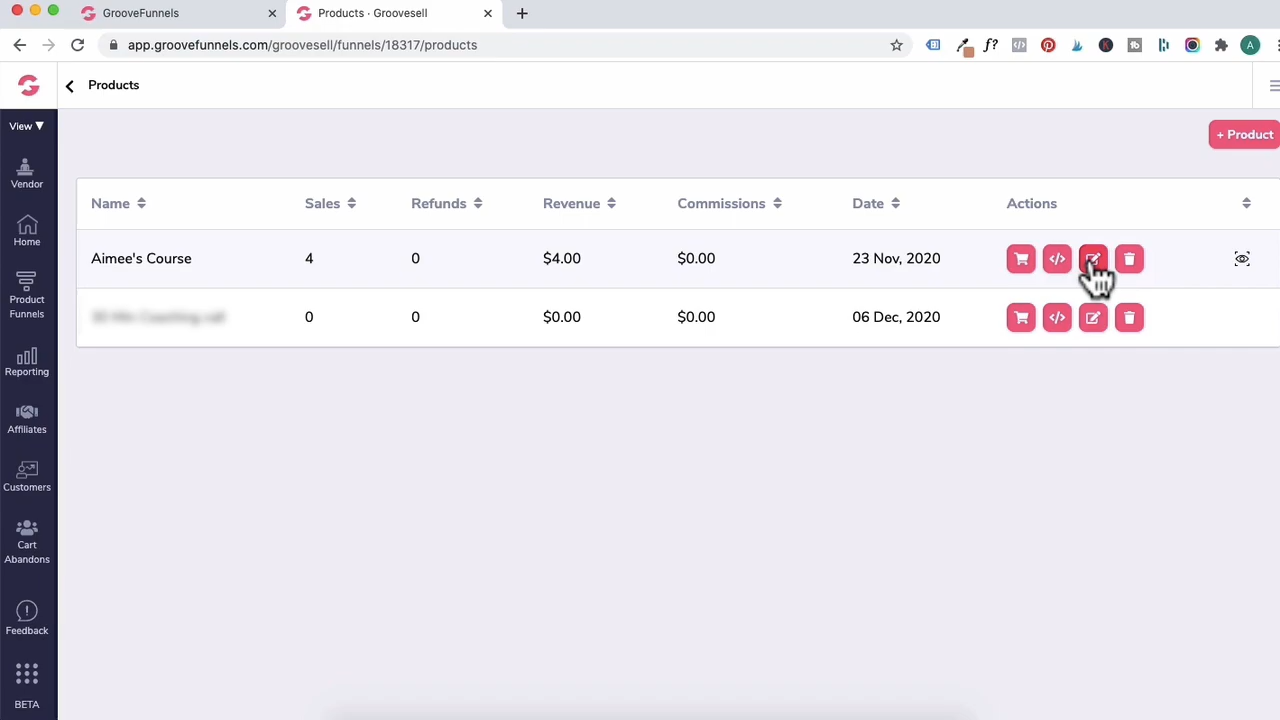 GrooveFunnels
Products · Groovesell
app.groovefunnels.com/groovesell/funnels/18317/products
f?
A
Products
View ▼
+ Product
Vendor
Home
Product
Funnels
Reporting
Affiliates
Customers
Cart
Abandons
Feedback
BETA
Name Sales Refunds Revenue Commissions Date Actions
Aimee's Course 4 0 $4.00 $0.00 23 Nov, 2020
0 0 $0.00 $0.00 06 Dec, 2020